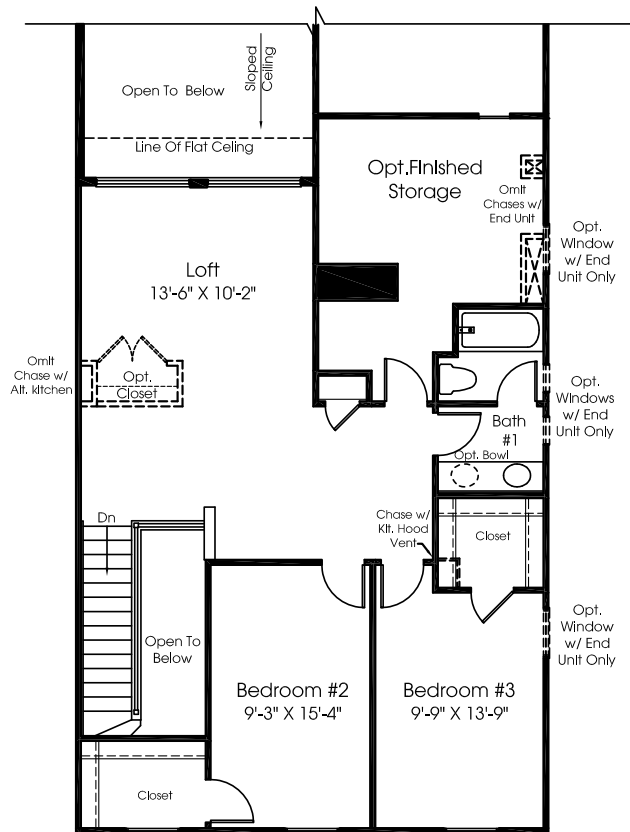 Sloped
Ceiling
Open To Below
Line Of Flat Celing
Opt.Finished
Storage
Omit
Chases w/
End Unit
Opt.
Window
w/ End
Unit Only
Loft
13'-6" X 10'-2"
Omit
Chase w/
Alt. kitchen
Opt.
Closet
Opt.
Windows
w/ End
Unit Only
Bath
#1
Opt. Bowl
Dn
Chase w/
Kit. Hood
Vent
Closet
Open To
Below
Opt.
Window
w/ End
Unit Only
Bedroom #2
9'-3" X 15'-4"
Bedroom #3
9'-9" X 13'-9"
Closet